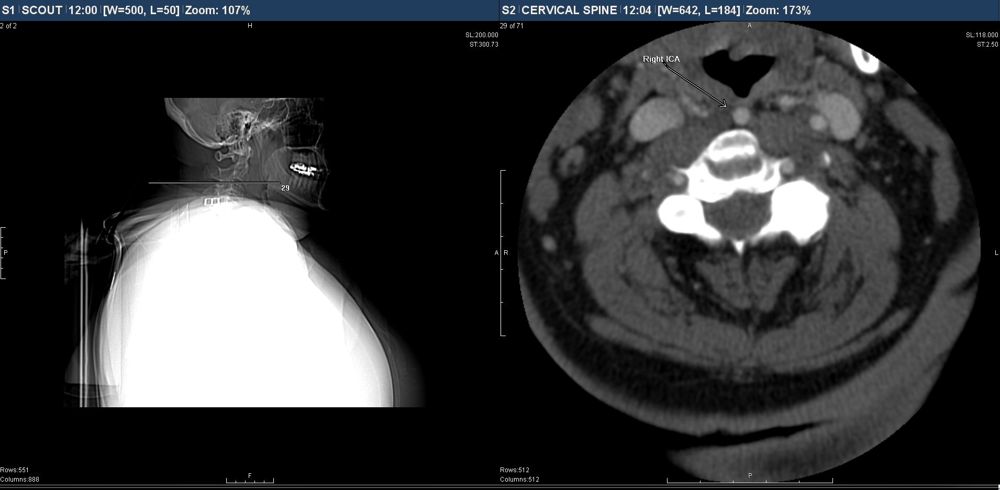 S1 SCOUT 12:00 [W=500, L=50] Zoom: 107%
2 of 2
H
SL:200.000
ST:300.73
29
P
A
Rows:551
Columns:888
F
S2 CERVICAL SPINE 12:04 [W=642, L=184] Zoom: 173%
29 of 71
A
SL:118.000
ST:2.50
Right ICA
R
L
Rows:512
Columns:512
P